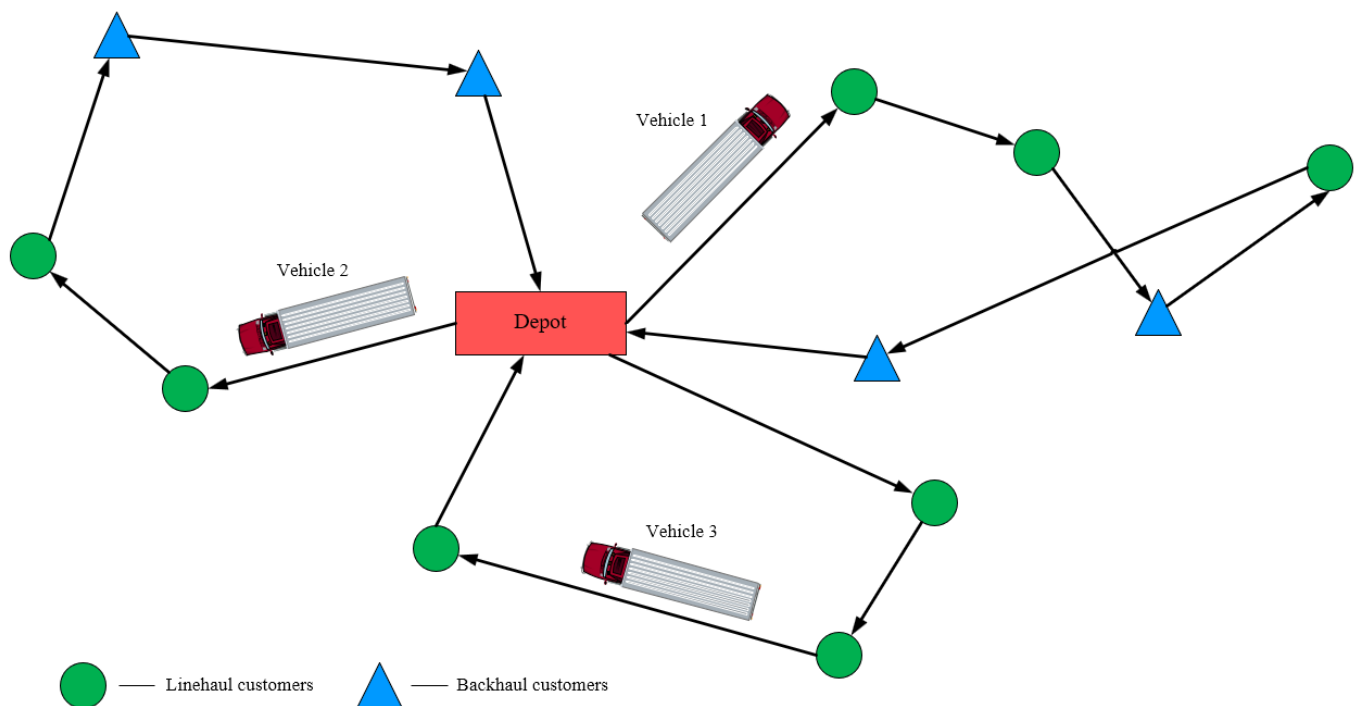 Vehicle 1
Vehicle 2
Depot
Vehicle 3
Linehaul customers
Backhaul customers